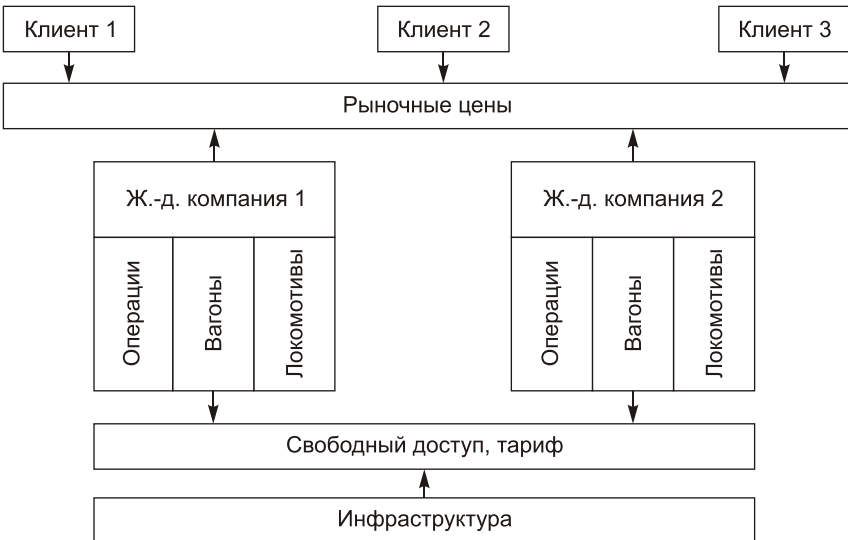 Клиент 1
Клиент 2
Клиент 3
Рыночные цены
Ж.-д. компания 1
Ж.-д. компания 2
Операции
Вагоны
Локомотивы
Операции
Вагоны
Локомотивы
Свободный доступ, тариф
Инфраструктура